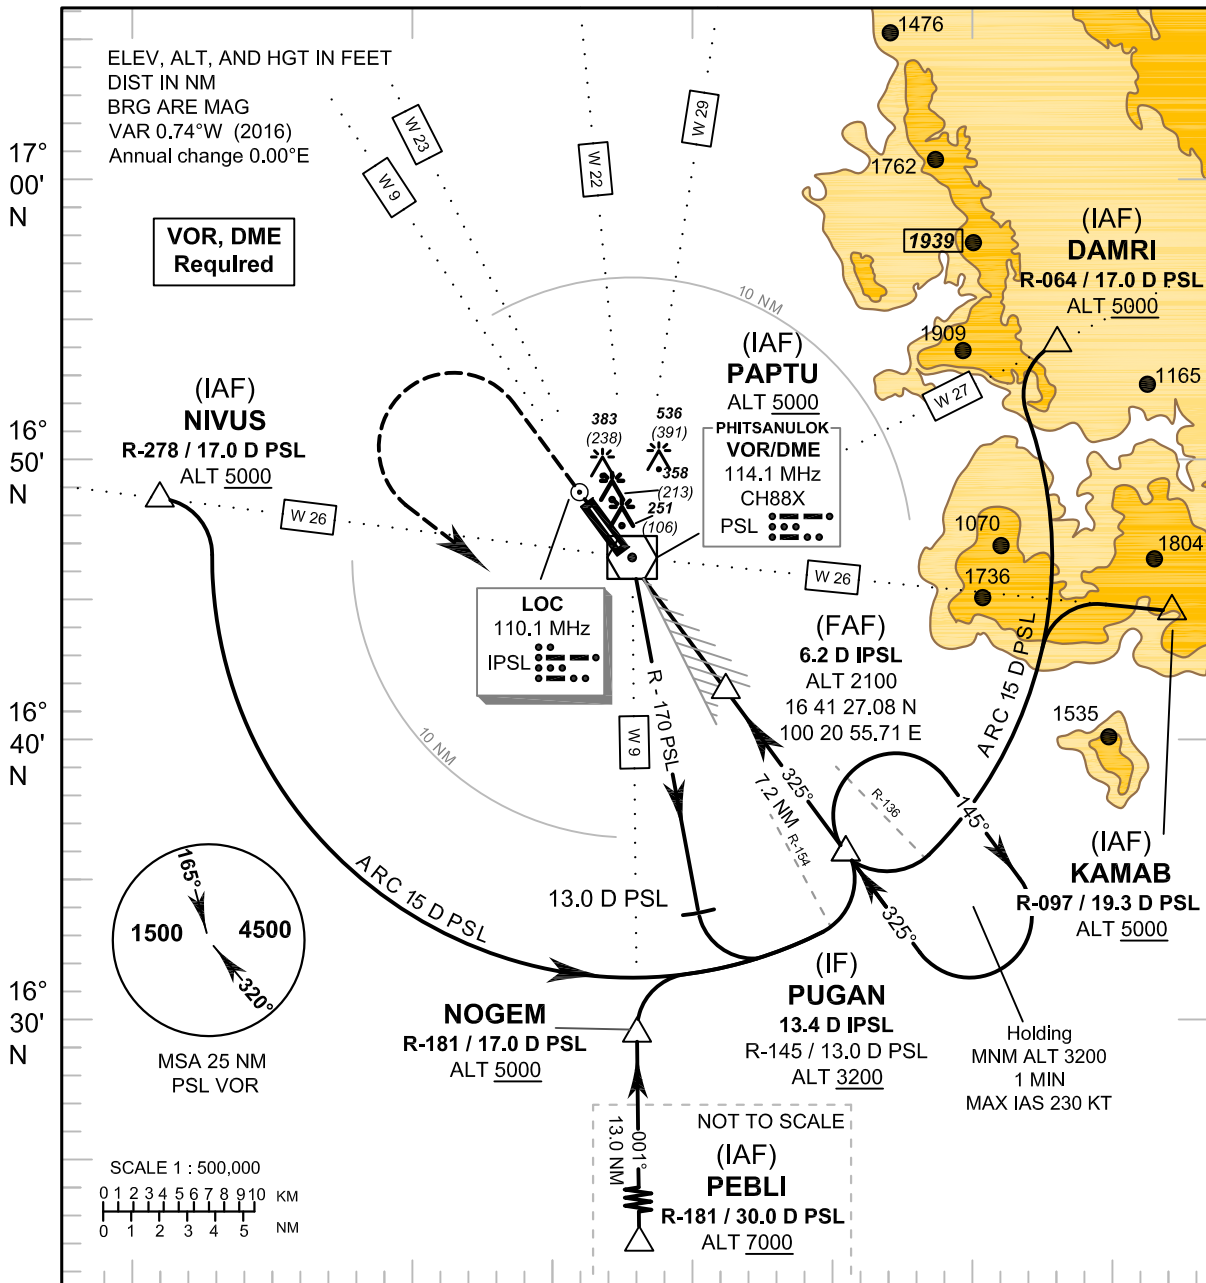 ELEV, ALT, AND HGT IN FEET
DIST IN NM
BRG ARE MAG
VAR 0.74°W (2016)
Annual change 0.00°E
17°
00'
N
VOR, DME
Required
W 9
W 23
W 22
W 29
1476
1762
1939
1909
1165
(IAF)
DAMRI
R-064 / 17.0 D PSL
ALT 5000
10 NM
(IAF)
PAPTU
ALT 5000
W 27
(IAF)
NIVUS
R-278 / 17.0 D PSL
ALT 5000
16°
50'
N
383
(238)
536
(391)
358
(213)
251
(106)
PHITSANULOK
VOR/DME
114.1 MHz
CH88X
PSL
W 26
W 26
1070
1736
1804
LOC
110.1 MHz
IPSL
(FAF)
6.2 D IPSL
ALT 2100
16 41 27.08 N
100 20 55.71 E
ARC 15 D PSL
R - 170 PSL
W 9
10 NM
16°
40'
N
1535
325°
7.2 NM
R-154
R-136
145°
325°
(IAF)
KAMAB
R-097 / 19.3 D PSL
ALT 5000
165°
1500
4500
320°
MSA 25 NM
PSL VOR
ARC 15 D PSL
13.0 D PSL
16°
30'
N
NOGEM
R-181 / 17.0 D PSL
ALT 5000
(IF)
PUGAN
13.4 D IPSL
R-145 / 13.0 D PSL
ALT 3200
Holding
MNM ALT 3200
1 MIN
MAX IAS 230 KT
NOT TO SCALE
001°
13.0 NM
(IAF)
PEBLI
R-181 / 30.0 D PSL
ALT 7000
SCALE 1 : 500,000
0 1 2 3 4 5 6 7 8 9 10 KM
0 1 2 3 4 5 NM